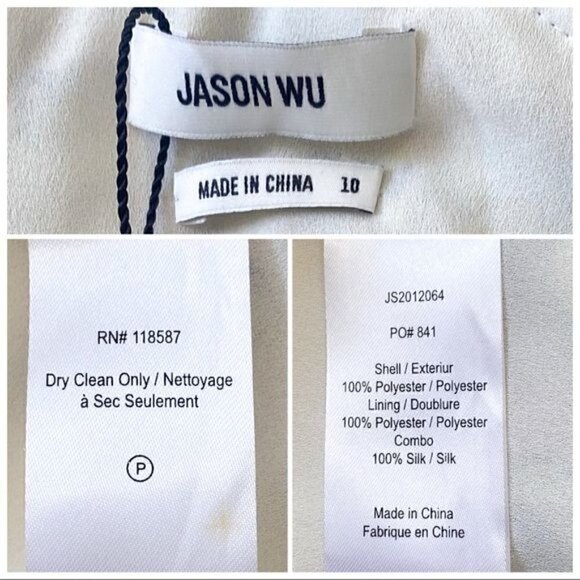 JASON WU
MADE IN CHINA 10
RN# 118587
Dry Clean Only / Nettoyage
à Sec Seulement
P
JS2012064
PO# 841
Shell / Exteriur
100% Polyester / Polyester
Lining / Doublure
100% Polyester / Polyester
Combo
100% Silk / Silk
Made in China
Fabrique en Chine